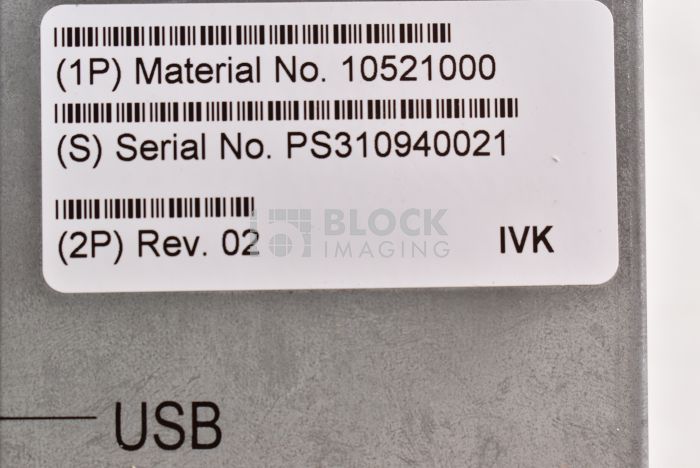 (1P) Material No. 10521000
(S) Serial No. PS310940021
(2P) Rev. 02
BLOCK
IMAGING
IVK
USB